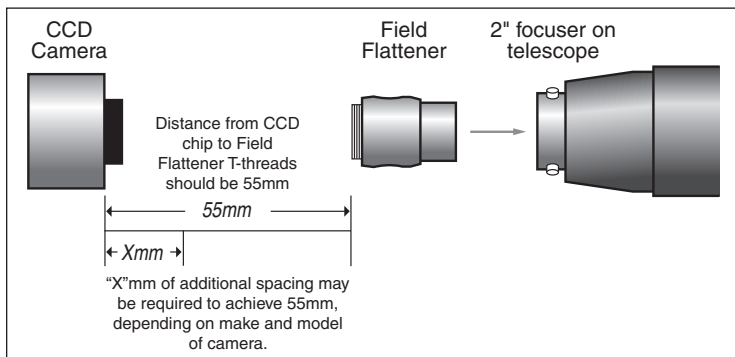 CCD
Camera
Field
Flattener
2" focuser on
telescope
Distance from CCD
chip to Field
Flattener T-threads
should be 55mm
55mm
Xmm
“X”mm of additional spacing may
be required to achieve 55mm,
depending on make and model
of camera.